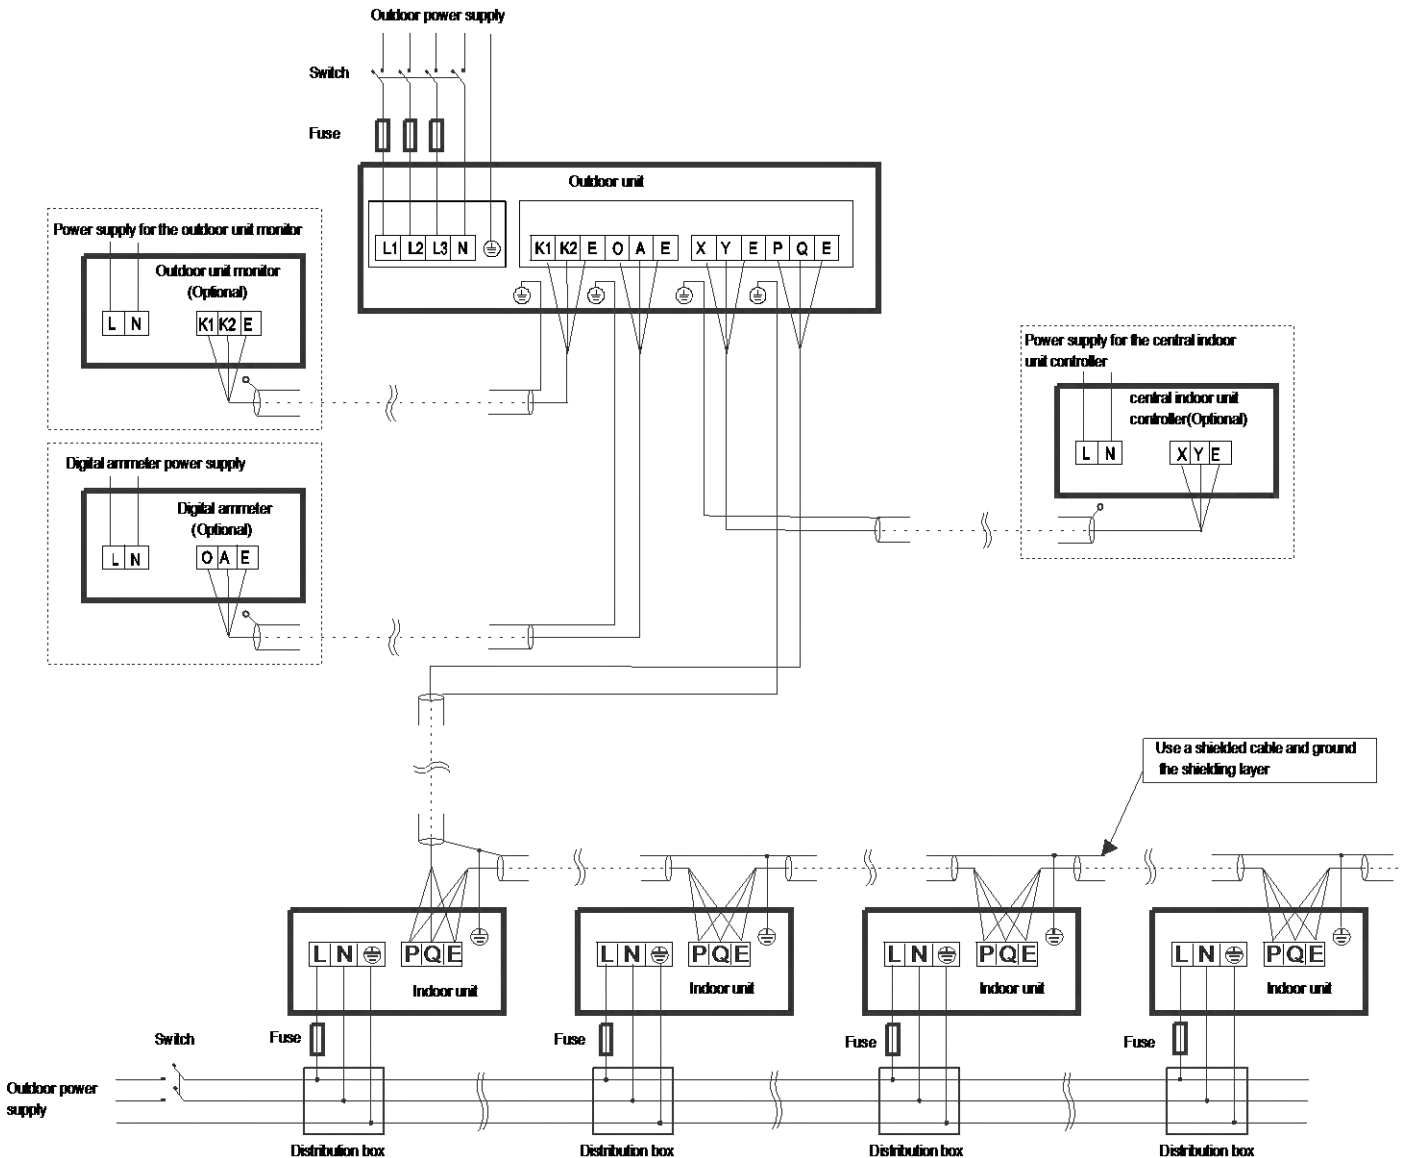 Outdoor power supply
Switch
Fuse
Outdoor unit
L1 L2 L3 N
K1 K2 E O A E
X Y E P Q E
Power supply for the outdoor unit monitor
Outdoor unit monitor
(Optional)
L N
K1 K2 E
Digital ammeter power supply
Digital ammeter
(Optional)
L N
O A E
Power supply for the central indoor
unit controller
central indoor unit
controller(Optional)
L N
X Y E
Use a shielded cable and ground
the shielding layer
L N
P Q E
Indoor unit
L N
P Q E
Indoor unit
L N
P Q E
Indoor unit
L N
P Q E
Indoor unit
Switch
Fuse
Fuse
Fuse
Fuse
Outdoor power
supply
Distribution box
Distribution box
Distribution box
Distribution box